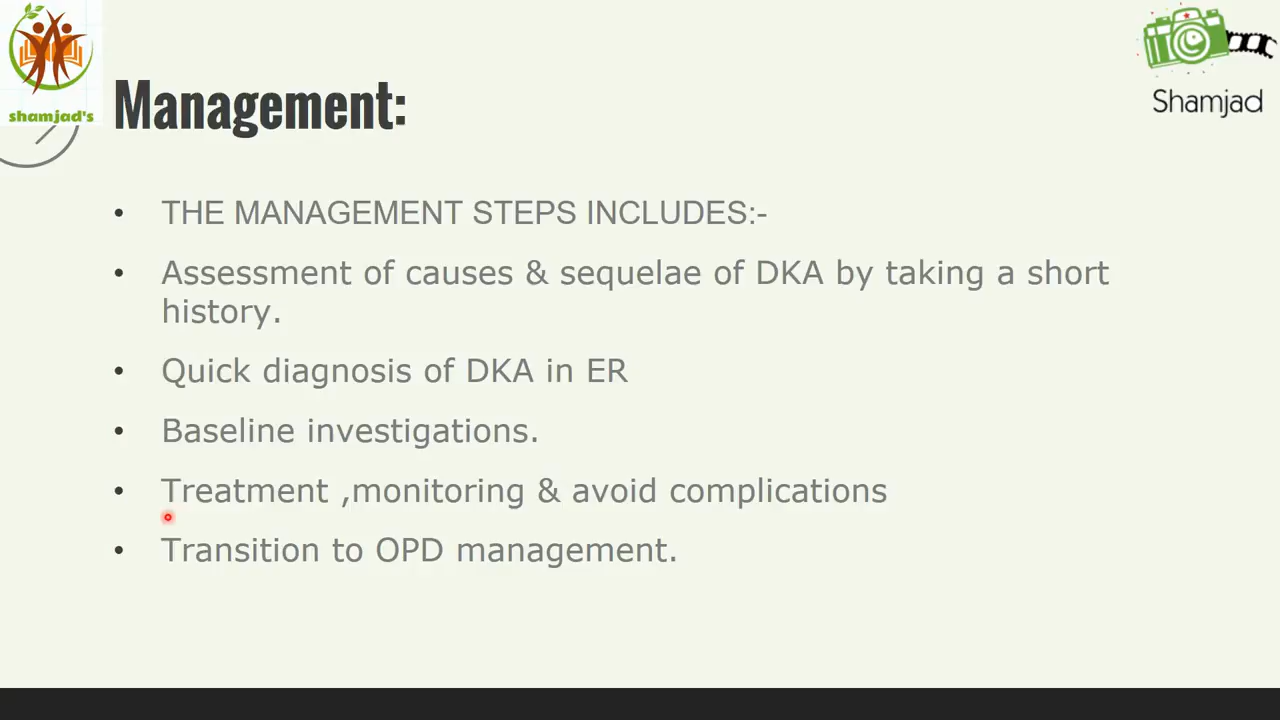 shamjad's
Shamjad
Management:
• THE MANAGEMENT STEPS INCLUDES:-
• Assessment of causes & sequelae of DKA by taking a short
history.
• Quick diagnosis of DKA in ER
• Baseline investigations.
• Treatment ,monitoring & avoid complications
• Transition to OPD management.